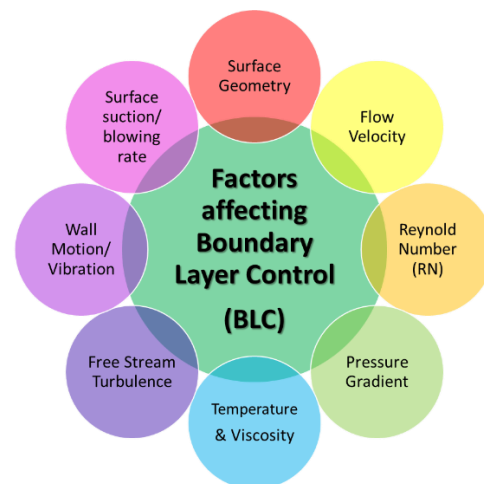 Factors
affecting
Boundary
Layer Control
(BLC)
Surface
Geometry
Flow
Velocity
Reynold
Number
(RN)
Pressure
Gradient
Temperature
& Viscosity
Free Stream
Turbulence
Wall
Motion/
Vibration
Surface
suction/
blowing
rate